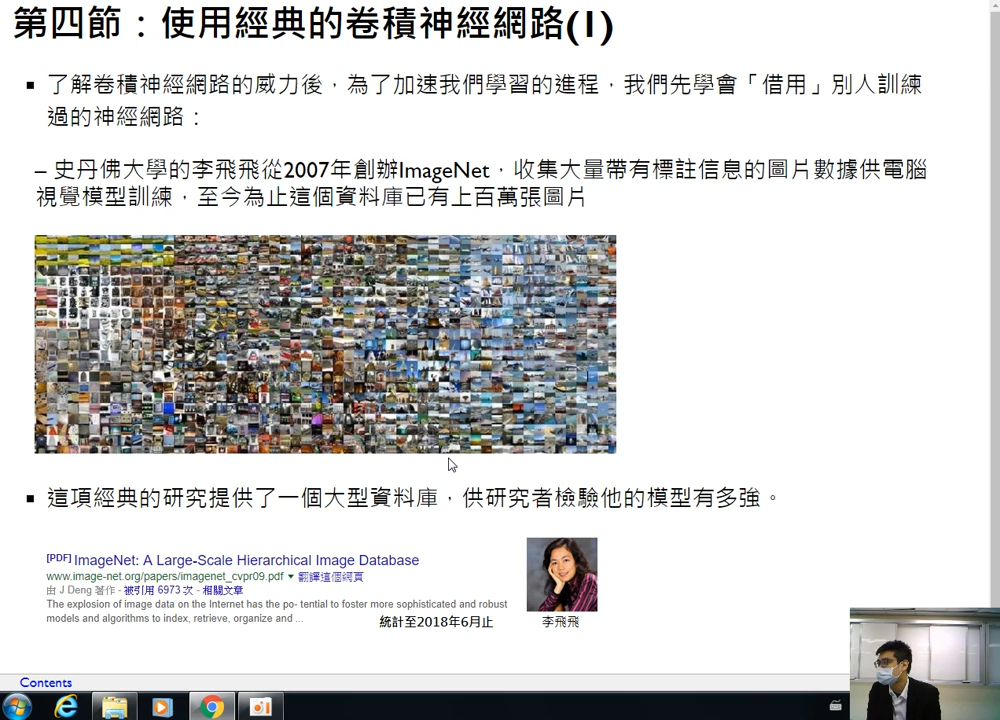 第四節：使用經典的卷積神經網路(1)
▪ 了解卷積神經網路的威力後，為了加速我們學習的進程，我們先學會「借用」別人訓練
過的神經網路：
– 史丹佛大學的李飛飛從2007年創辦ImageNet，收集大量帶有標註信息的圖片數據供電腦
視覺模型訓練，至今為止這個資料庫已有上百萬張圖片
▪ 這項經典的研究提供了一個大型資料庫，供研究者檢驗他的模型有多強。
[PDF] ImageNet: A Large-Scale Hierarchical Image Database
www.image-net.org/papers/imagenet_cvpr09.pdf ▼ 翻譯這個網頁
由 J Deng 著作 - 被引用 6973 次 - 相關文章
The explosion of image data on the Internet has the po- tential to foster more sophisticated and robust
models and algorithms to index, retrieve, organize and ...
統計至2018年6月止
李飛飛
Contents